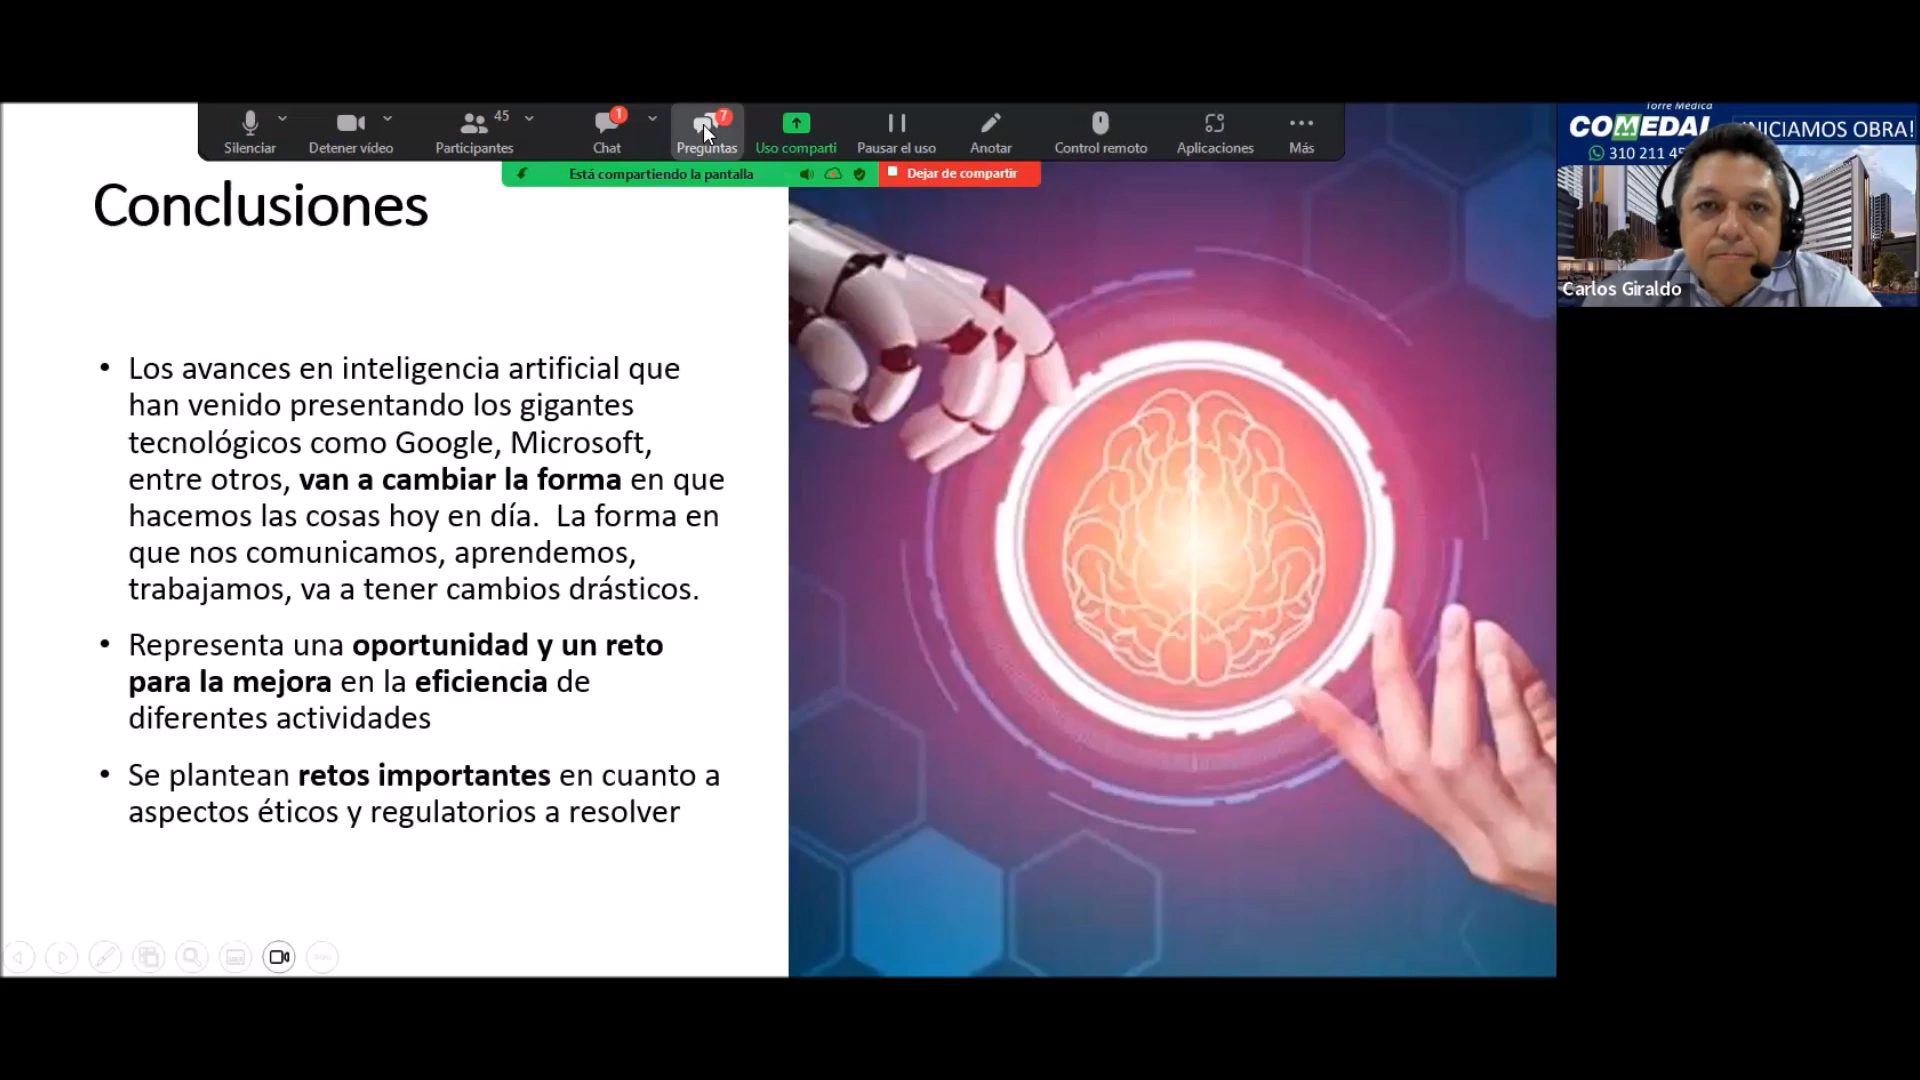 45
1
7
Silenciar
Detener vídeo
Participantes
Chat
Preguntas
Uso comparti
Pausar el uso
Anotar
Control remoto
Aplicaciones
Más
Está compartiendo la pantalla
Dejar de compartir
Torre Médica
COMEDAL
INICIAMOS OBRA!
310 211 45
Carlos Giraldo
Conclusiones
• Los avances en inteligencia artificial que
han venido presentando los gigantes
tecnológicos como Google, Microsoft,
entre otros, van a cambiar la forma en que
hacemos las cosas hoy en día.  La forma en
que nos comunicamos, aprendemos,
trabajamos, va a tener cambios drásticos.
• Representa una oportunidad y un reto
para la mejora en la eficiencia de
diferentes actividades
• Se plantean retos importantes en cuanto a
aspectos éticos y regulatorios a resolver